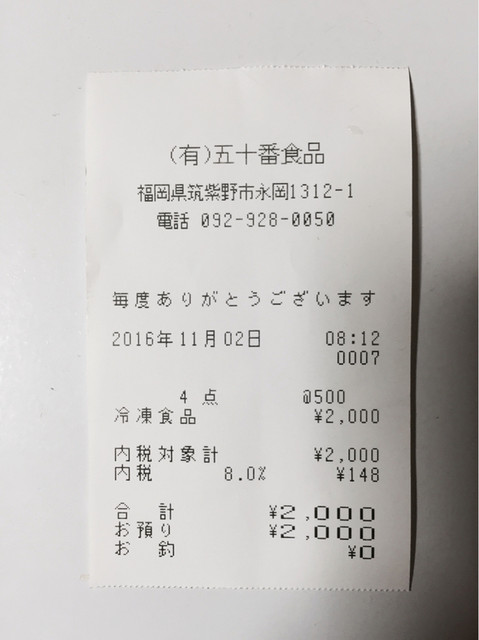 (有)五十番食品
福岡県筑紫野市永岡1312-1
電話 092-928-0050
毎度ありがとうございます
2016年11月02日 08:12
0007
4 点 @500
冷凍食品 ¥2,000
内税対象計 ¥2,000
内税 8.0% ¥148
合 計 ¥2,000
お預り ¥2,000
お 釣 ¥0